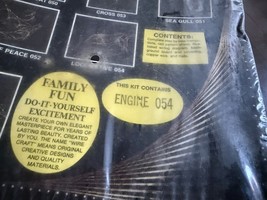 CROSS 053
SEA GULL 051
OF PEACE 052
058
CONTENTS:
FAMILY
FUN
DO-IT-YOURSELF
EXCITEMENT
CREATE YOUR OWN ELEGANT
MASTERPIECE FOR YEARS OF
LASTING BEAUTY. CREATED
BY YOU. THE NAME "WIRE
CRAFT" MEANS ORIGINAL
CREATIVE DESIGNS
AND QUALITY
MATERIALS.
THIS KIT CONTAINS
ENGINE 054